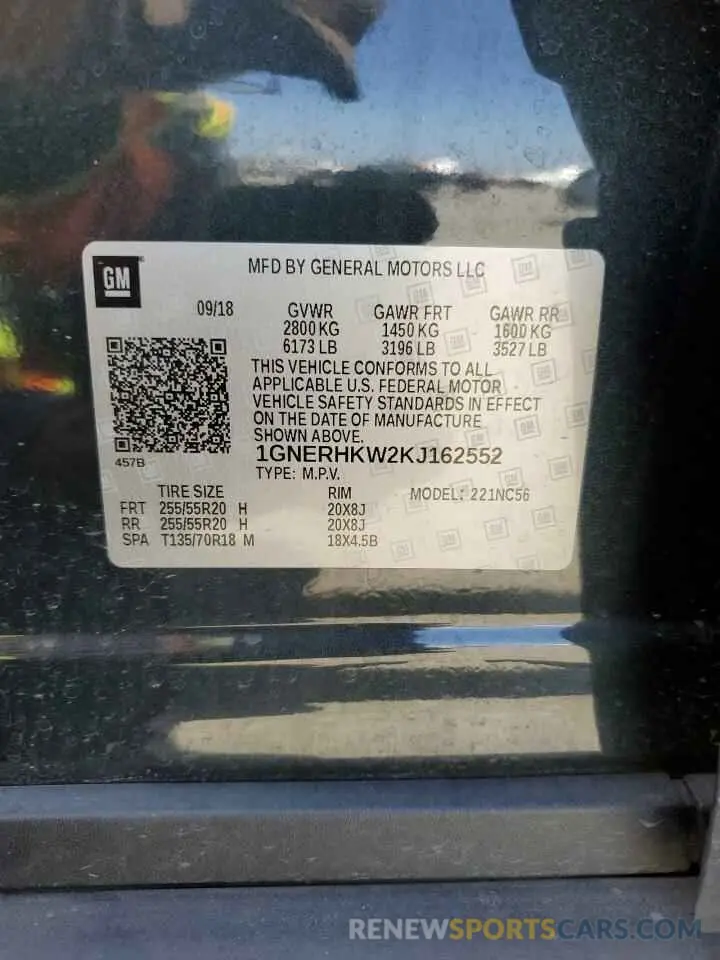 GM
MFD BY GENERAL MOTORS LLC
09/18 GVWR GAWR FRT GAWR RR
2800 KG 1450 KG 1600 KG
6173 LB 3196 LB 3527 LB
THIS VEHICLE CONFORMS TO ALL
APPLICABLE U.S. FEDERAL MOTOR
VEHICLE SAFETY STANDARDS IN EFFECT
ON THE DATE OF MANUFACTURE
SHOWN ABOVE.
457B
1GNERHKW2KJ162552
TYPE: M.P.V.
TIRE SIZE RIM MODEL: 221NC56
FRT 255/55R20 H 20X8J
RR 255/55R20 H 20X8J
SPA T135/70R18 M 18X4.5B
RENEWSPORTSCARS.COM